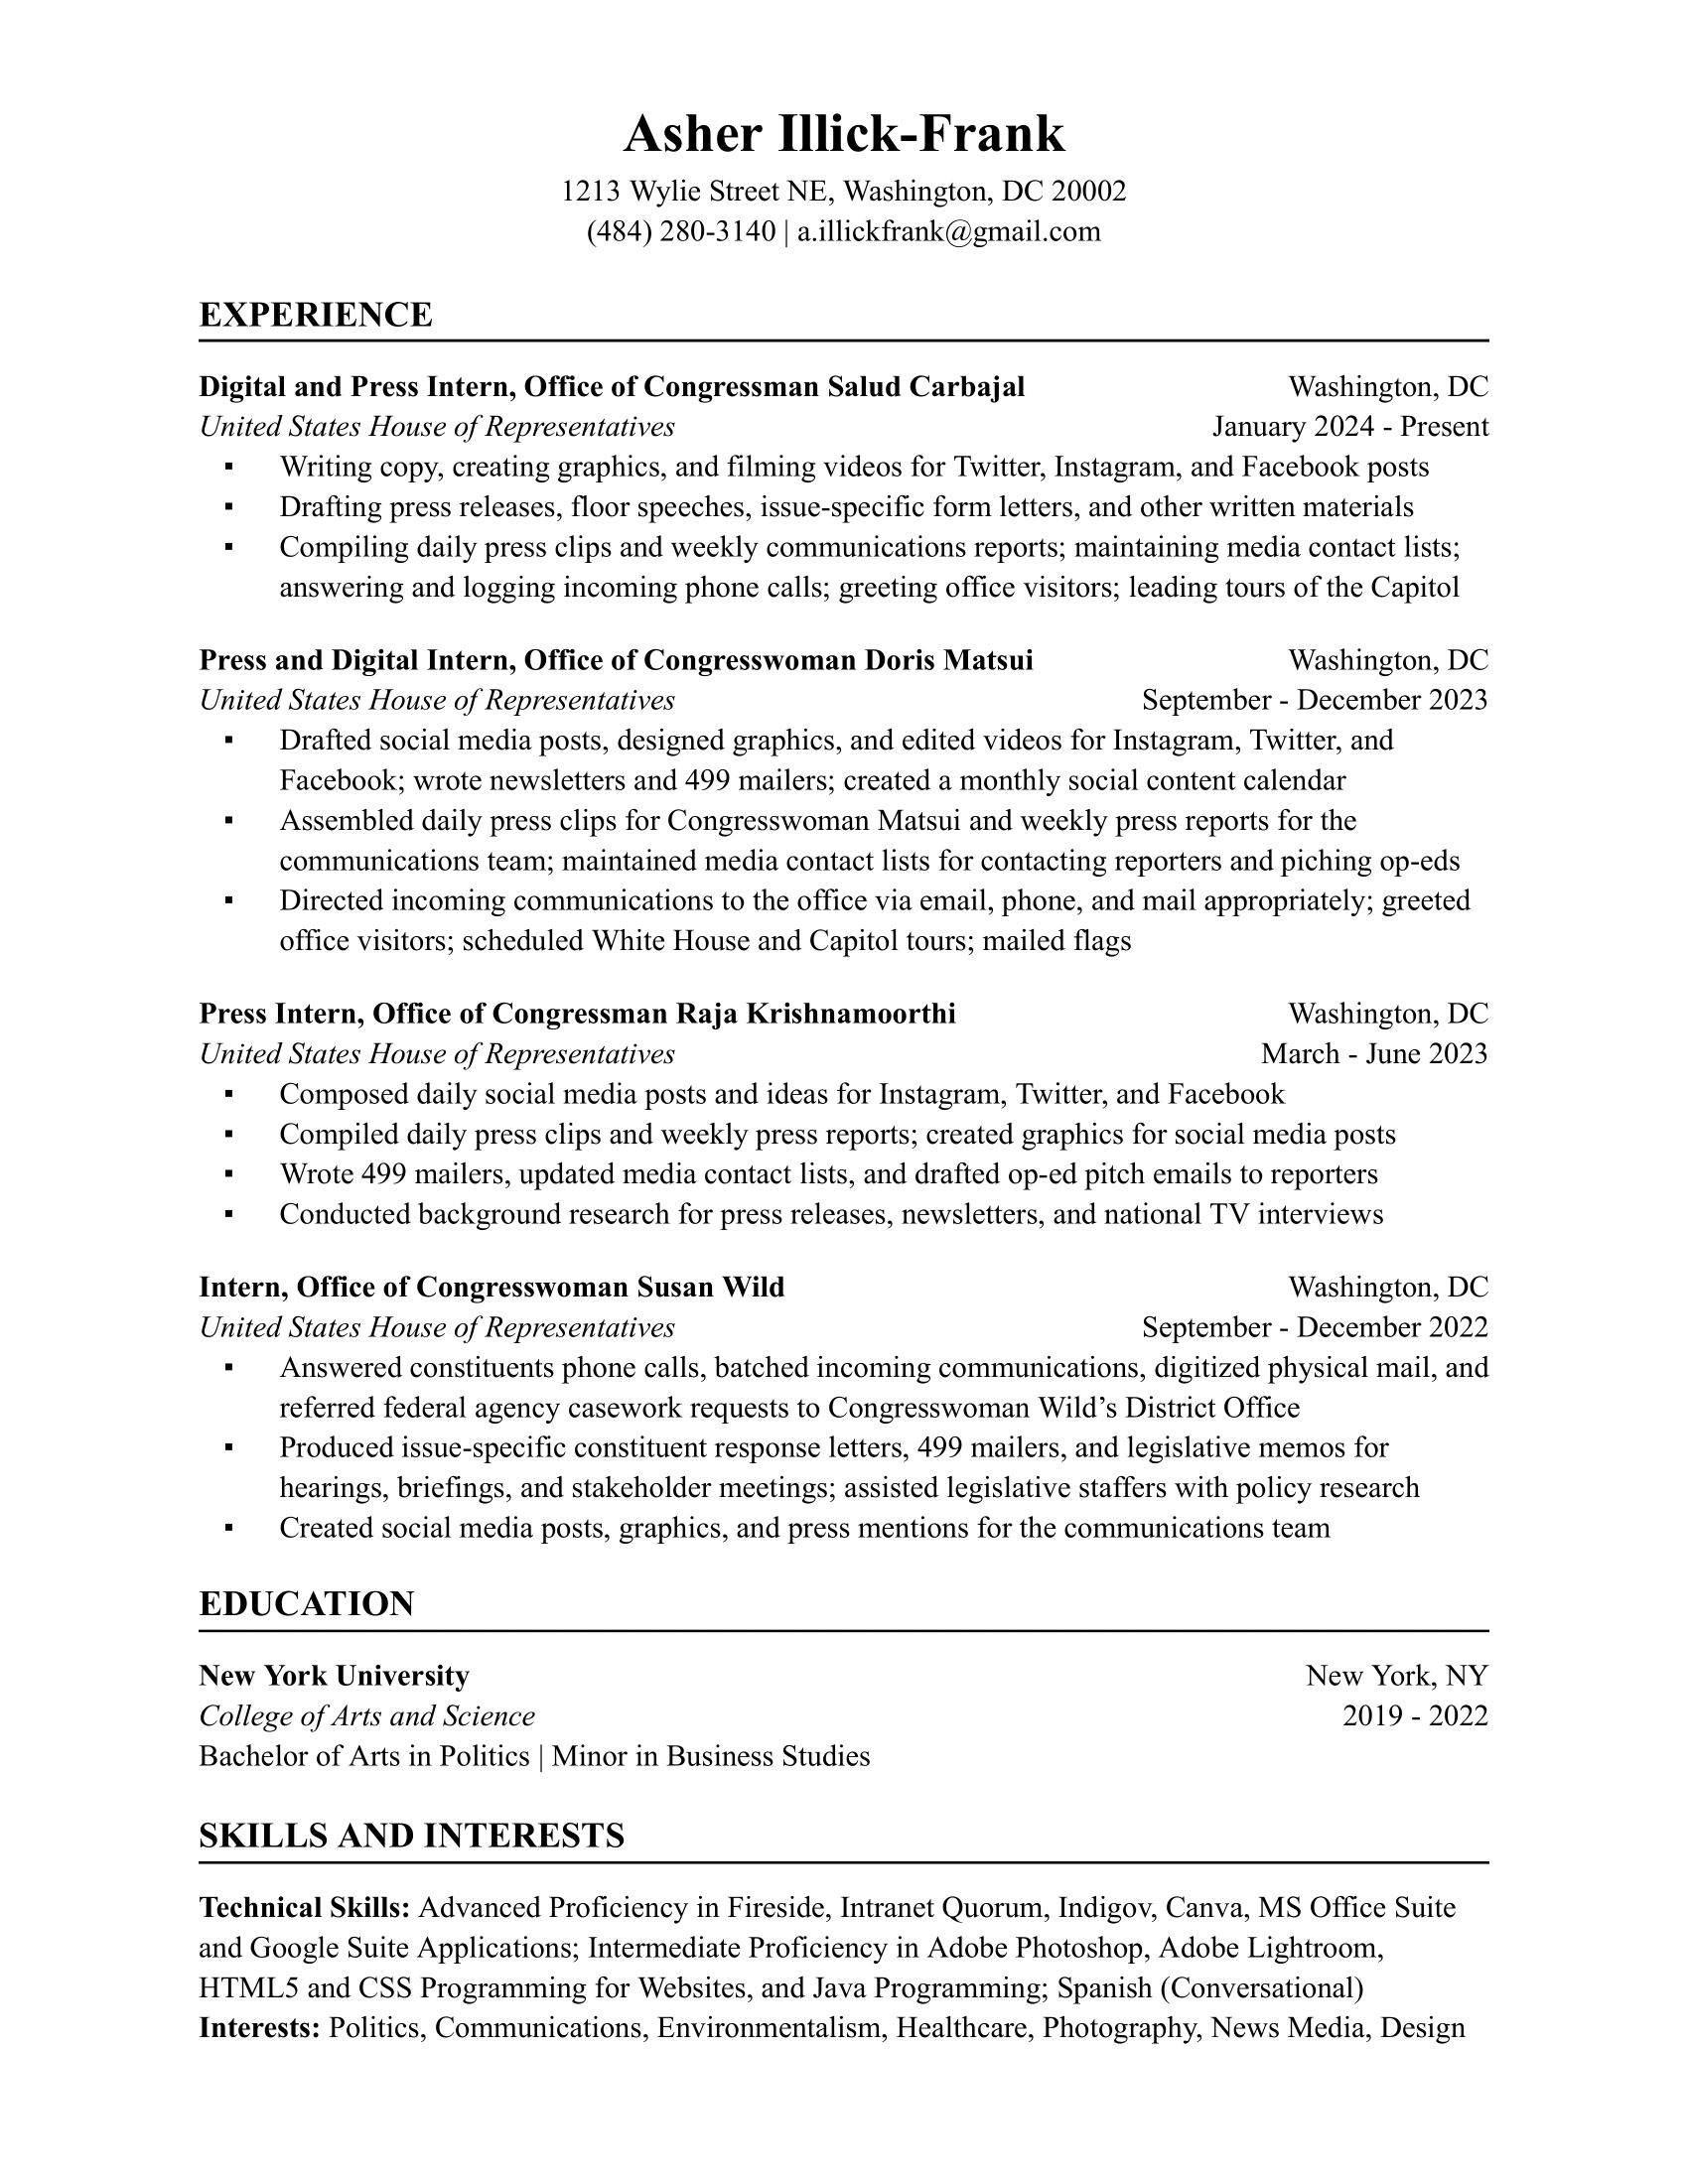 Asher Illick-Frank
1213 Wylie Street NE, Washington, DC 20002
(484) 280-3140 | a.illickfrank@gmail.com
EXPERIENCE
Digital and Press Intern, Office of Congressman Salud Carbajal Washington, DC
United States House of Representatives January 2024 - Present
▪ Writing copy, creating graphics, and filming videos for Twitter, Instagram, and Facebook posts
▪ Drafting press releases, floor speeches, issue-specific form letters, and other written materials
▪ Compiling daily press clips and weekly communications reports; maintaining media contact lists;
answering and logging incoming phone calls; greeting office visitors; leading tours of the Capitol
Press and Digital Intern, Office of Congresswoman Doris Matsui Washington, DC
United States House of Representatives September - December 2023
▪ Drafted social media posts, designed graphics, and edited videos for Instagram, Twitter, and
Facebook; wrote newsletters and 499 mailers; created a monthly social content calendar
▪ Assembled daily press clips for Congresswoman Matsui and weekly press reports for the
communications team; maintained media contact lists for contacting reporters and piching op-eds
▪ Directed incoming communications to the office via email, phone, and mail appropriately; greeted
office visitors; scheduled White House and Capitol tours; mailed flags
Press Intern, Office of Congressman Raja Krishnamoorthi Washington, DC
United States House of Representatives March - June 2023
▪ Composed daily social media posts and ideas for Instagram, Twitter, and Facebook
▪ Compiled daily press clips and weekly press reports; created graphics for social media posts
▪ Wrote 499 mailers, updated media contact lists, and drafted op-ed pitch emails to reporters
▪ Conducted background research for press releases, newsletters, and national TV interviews
Intern, Office of Congresswoman Susan Wild Washington, DC
United States House of Representatives September - December 2022
▪ Answered constituents phone calls, batched incoming communications, digitized physical mail, and
referred federal agency casework requests to Congresswoman Wild’s District Office
▪ Produced issue-specific constituent response letters, 499 mailers, and legislative memos for
hearings, briefings, and stakeholder meetings; assisted legislative staffers with policy research
▪ Created social media posts, graphics, and press mentions for the communications team
EDUCATION
New York University New York, NY
College of Arts and Science 2019 - 2022
Bachelor of Arts in Politics | Minor in Business Studies
SKILLS AND INTERESTS
Technical Skills: Advanced Proficiency in Fireside, Intranet Quorum, Indigov, Canva, MS Office Suite
and Google Suite Applications; Intermediate Proficiency in Adobe Photoshop, Adobe Lightroom,
HTML5 and CSS Programming for Websites, and Java Programming; Spanish (Conversational)
Interests: Politics, Communications, Environmentalism, Healthcare, Photography, News Media, Design